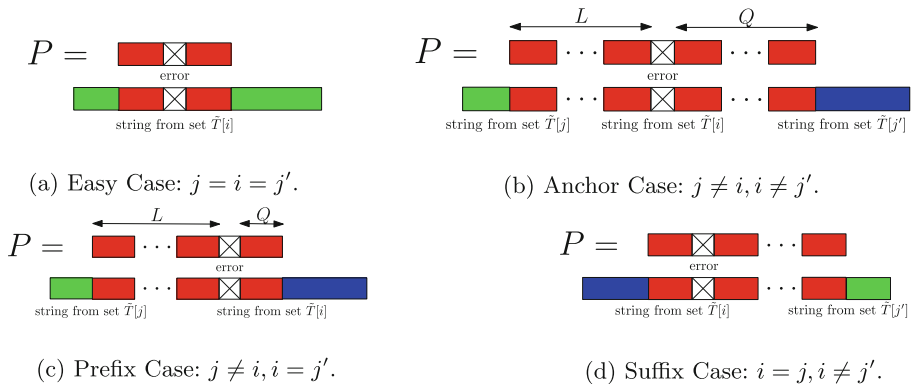 P =
error
string from set T̃[i]
(a) Easy Case: j = i = j′.
L Q
P = · · · · · ·
error
· · · · · ·
string from set T̃[j] string from set T̃[i] string from set T̃[j′]
(b) Anchor Case: j ≠ i, i ≠ j′.
L Q
P = · · ·
error
· · ·
string from set T̃[j] string from set T̃[i]
(c) Prefix Case: j ≠ i, i = j′.
P = · · ·
error
· · ·
string from set T̃[i] string from set T̃[j′]
(d) Suffix Case: i = j, i ≠ j′.